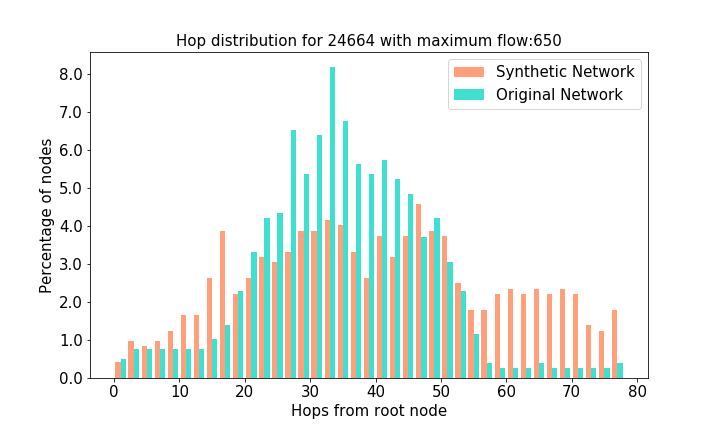 Hop distribution for 24664 with maximum flow:650
Synthetic Network
Original Network
Percentage of nodes
8.0
7.0
6.0
5.0
4.0
3.0
2.0
1.0
0.0
0 10 20 30 40 50 60 70 80
Hops from root node